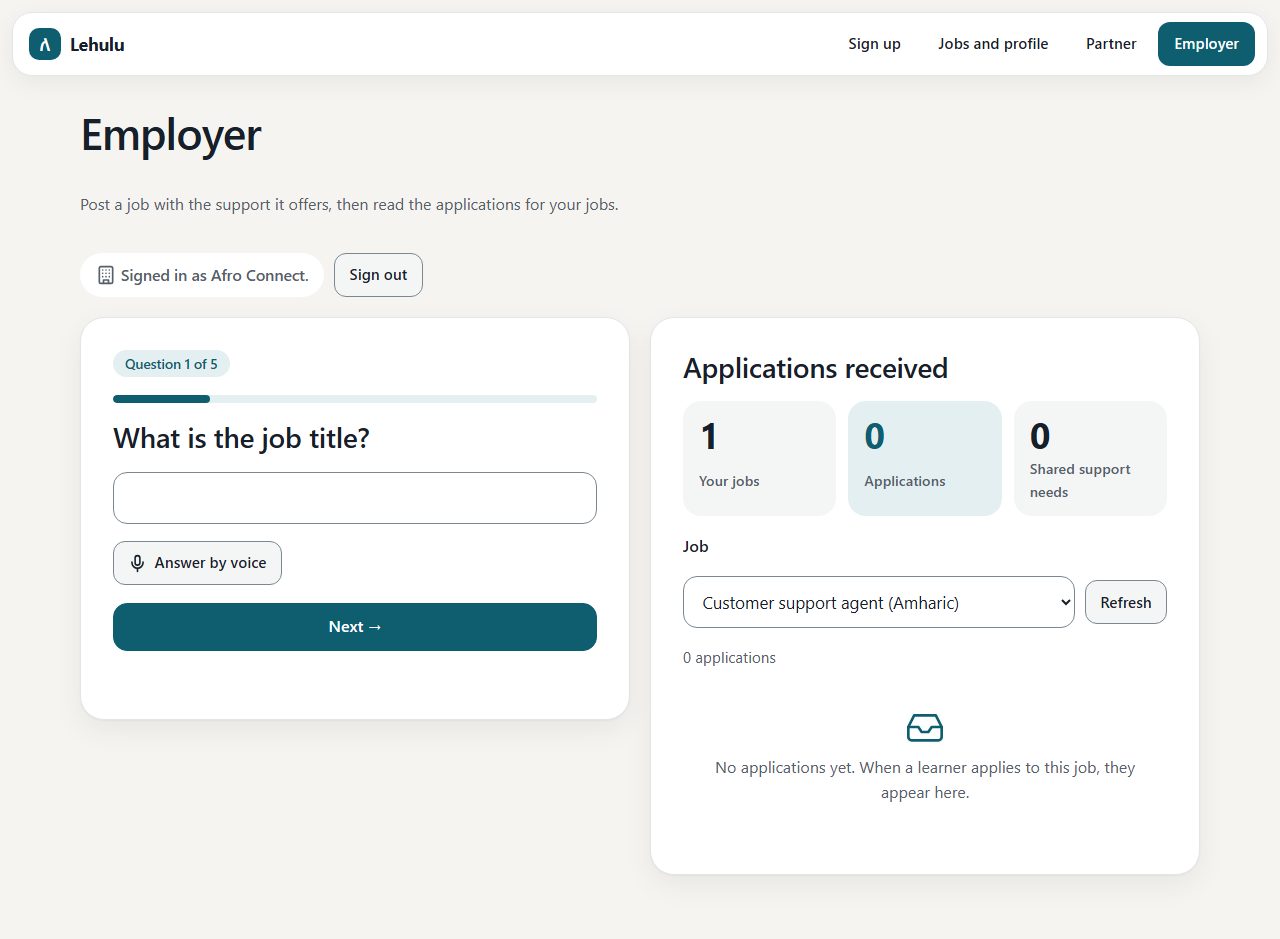 ለ Lehulu
Sign up
Jobs and profile
Partner
Employer
Employer
Post a job with the support it offers, then read the applications for your jobs.
Signed in as Afro Connect.
Sign out
Question 1 of 5
What is the job title?
Answer by voice
Next →
Applications received
1
Your jobs
0
Applications
0
Shared support
needs
Job
Customer support agent (Amharic)
Refresh
0 applications
No applications yet. When a learner applies to this job, they
appear here.